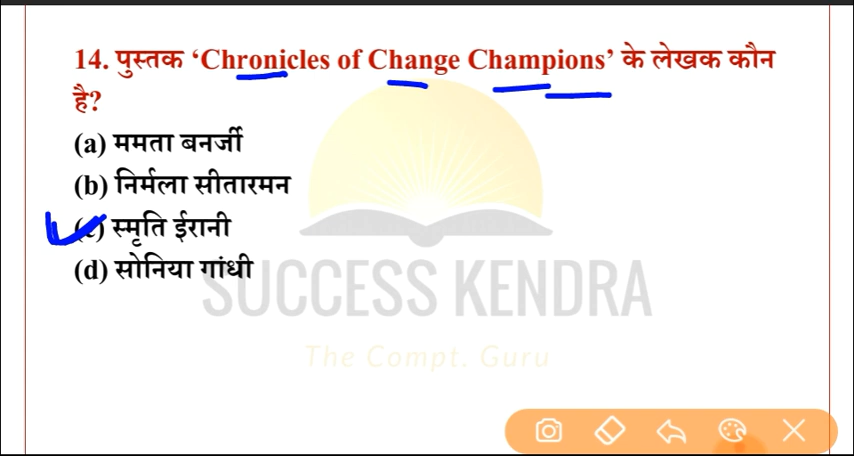 14. पुस्तक ‘Chronicles of Change Champions’ के लेखक कौन
है?
(a) ममता बनर्जी
(b) निर्मला सीतारमन
(c) स्मृति ईरानी
(d) सोनिया गांधी
SUCCESS KENDRA
The Compt. Guru